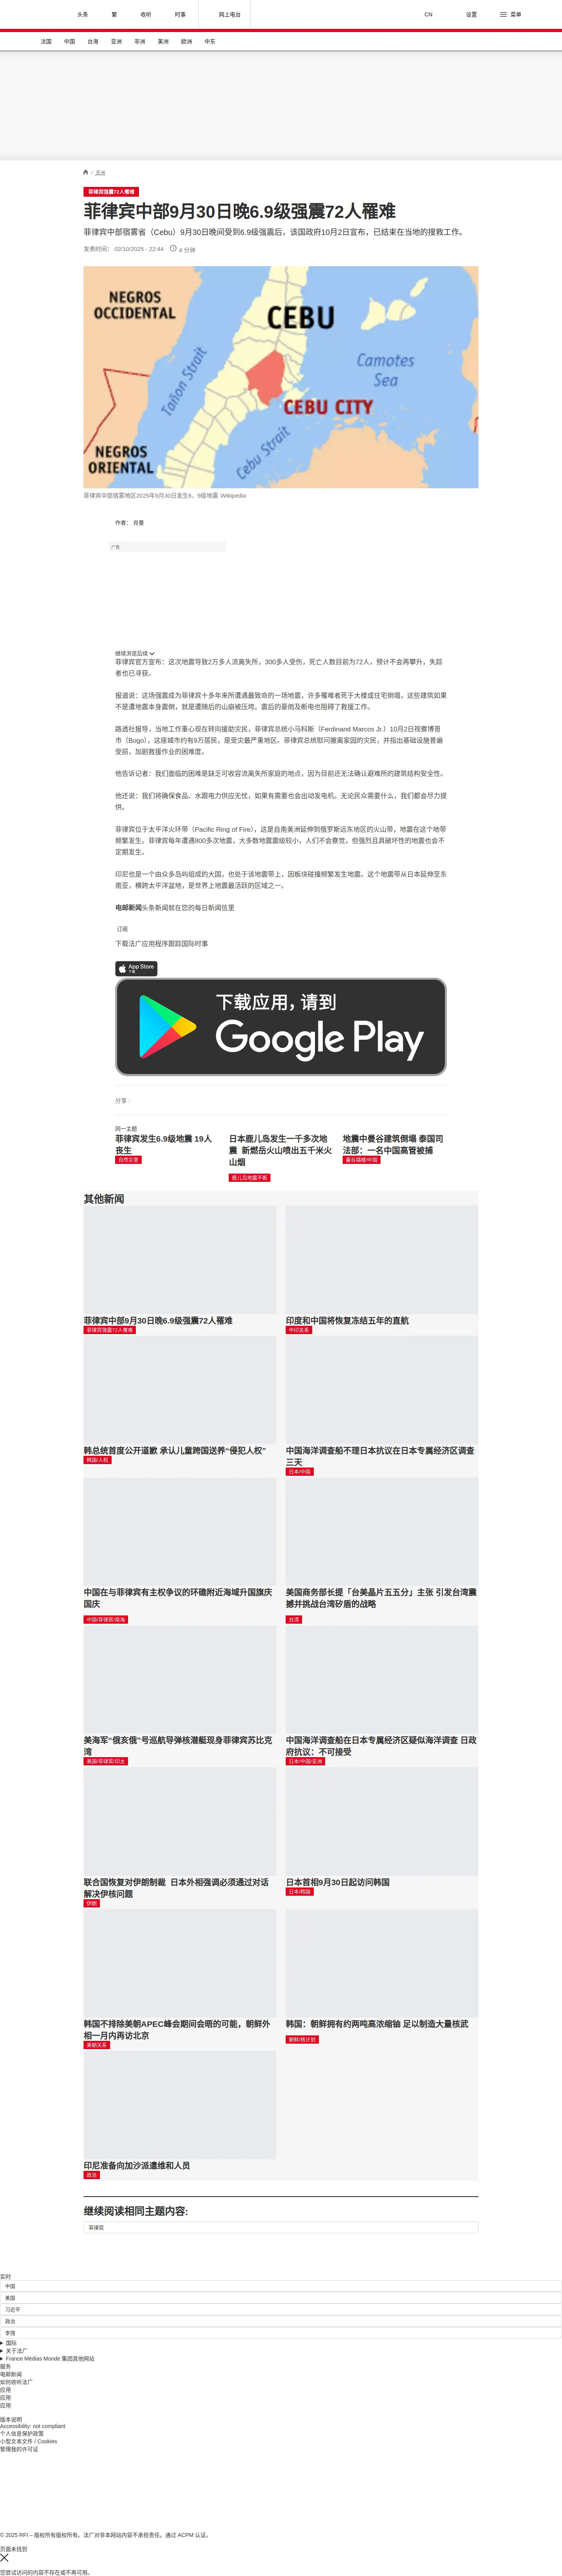 头条
繁
收听
时事
网上电台
CN
设置
菜单
法国
中国
台海
亚洲
非洲
美洲
欧洲
中东
/ 亚洲
菲律宾强震72人罹难
菲律宾中部9月30日晚6.9级强震72人罹难
菲律宾中部宿雾省（Cebu）9月30日晚间受到6.9级强震后，该国政府10月2日宣布，已结束在当地的搜救工作。
发表时间： 02/10/2025 - 22:44
4 分钟
NEGROS OCCIDENTAL
CEBU
Camotes Sea
Tañon Strait
CEBU CITY
Cebu Strait
NEGROS ORIENTAL
菲律宾中部宿雾地区2025年9月30日发生6。9级地震 Wikipedia
作者： 肖曼
广告
继续浏览后续
菲律宾官方宣布：这次地震导致2万多人流离失所，300多人受伤，死亡人数目前为72人，预计不会再攀升，失踪
者也已寻获。
报道说：这场强震成为菲律宾十多年来所遭遇最致命的一场地震，许多罹难者死于大楼或住宅倒塌，这些建筑如果
不是遭地震本身震倒，就是遭随后的山崩被压垮。震后的豪雨及断电也阻碍了救援工作。
路透社报导，当地工作重心现在转向援助灾民，菲律宾总统小马科斯（Ferdinand Marcos Jr.）10月2日视察博哥
市（Bogo），这座城市约有9万居民，是受灾最严重地区。菲律宾总统慰问撤离家园的灾民，并指出基础设施普遍
受损，加剧救援作业的困难度。
他告诉记者：我们面临的困难是缺乏可收容流离失所家庭的地点，因为目前还无法确认避难所的建筑结构安全性。
他还说：我们将确保食品、水跟电力供应无忧，如果有需要也会出动发电机。无论民众需要什么，我们都会尽力提
供。
菲律宾位于太平洋火环带（Pacific Ring of Fire），这是自南美洲延伸到俄罗斯远东地区的火山带，地震在这个地带
频繁发生。菲律宾每年遭遇800多次地震，大多数地震震级较小，人们不会察觉，但强烈且具破坏性的地震也会不
定期发生。
印尼也是一个由众多岛屿组成的大国，也处于该地震带上，因板块碰撞频繁发生地震。这个地震带从日本延伸至东
南亚，横跨太平洋盆地，是世界上地震最活跃的区域之一。
电邮新闻头条新闻就在您的每日新闻信里
订阅
下载法广应用程序跟踪国际时事
App Store
下载
下载应用，请到
Google Play
分享 :
同一主题
菲律宾发生6.9级地震 19人丧生
自然灾害
日本鹿儿岛发生一千多次地震 新燃岳火山喷出五千米火山烟
鹿儿岛地震不断
地震中曼谷建筑倒塌 泰国司法部：一名中国高管被捕
曼谷塌楼/中国
其他新闻
菲律宾中部9月30日晚6.9级强震72人罹难
菲律宾强震72人罹难
印度和中国将恢复冻结五年的直航
中印关系
韩总统首度公开道歉 承认儿童跨国送养“侵犯人权”
韩国/人权
中国海洋调查船不理日本抗议在日本专属经济区调查三天
日本/中国
中国在与菲律宾有主权争议的环礁附近海域升国旗庆国庆
中国/菲律宾/南海
美国商务部长提「台美晶片五五分」主张 引发台湾震撼并挑战台湾矽盾的战略
台湾
美海军“俄亥俄”号巡航导弹核潜艇现身菲律宾苏比克湾
美国/菲律宾/印太
中国海洋调查船在日本专属经济区疑似海洋调查 日政府抗议：不可接受
日本/中国/亚洲
联合国恢复对伊朗制裁 日本外相强调必须通过对话解决伊核问题
伊朗
日本首相9月30日起访问韩国
日本/韩国
韩国不排除美朝APEC峰会期间会晤的可能，朝鲜外相一月内再访北京
美朝关系
韩国：朝鲜拥有约两吨高浓缩铀 足以制造大量核武
朝鲜/核计划
印尼准备向加沙派遣维和人员
政治
继续阅读相同主题内容:
菲律宾
实时
中国
美国
习近平
政治
李强
国际
关于法广
France Médias Monde 集团其他网站
服务
电邮新闻
如何收听法广
应用
应用
应用
版本说明
Accessibility: not compliant
个人信息保护政策
小型文本文件 / Cookies
管理我的许可证
© 2025 RFI – 版权所有版权所有。法广对非本网站内容不承担责任。通过 ACPM 认证。
页面未找到
您尝试访问的内容不存在或不再可用。